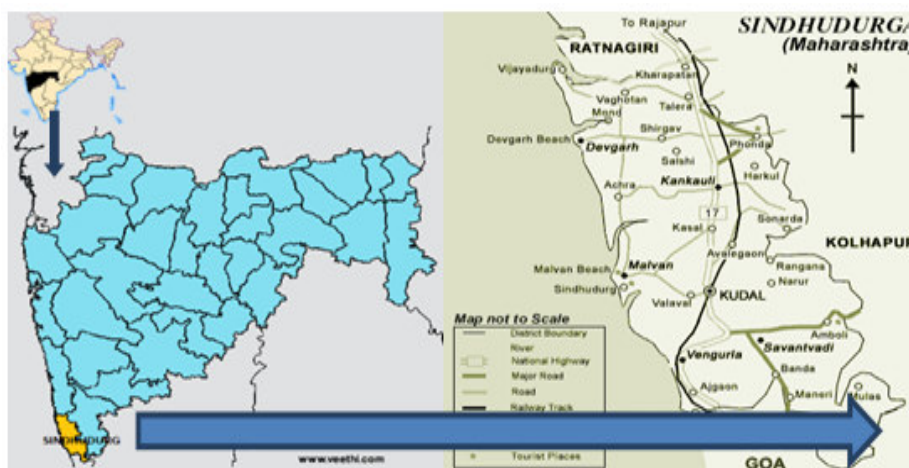 SINDHUDURG
www.veethi.com
To Rajapur
SINDHUDURGA
(Maharashtra)
RATNAGIRI
N
Vijayadurg
Kharapatan
Vaghotan
Talera
Mond
Devgarh Beach
Shirgav
Phonda
Devgarh
Salshi
Harkul
Kankauli
Achra
17
Sonarda
Kasal
KOLHAPUR
Avalegaon
Rangana
Malvan Beach
Malvan
Narur
Sindhudurg
Valaval
KUDAL
Map not to Scale
District Boundary
River
National Highway
Major Road
Road
Railway Track
Amboli
Savantvadi
Vengurla
Banda
Ajgaon
Maneri
Mulas
Tourist Places
GOA